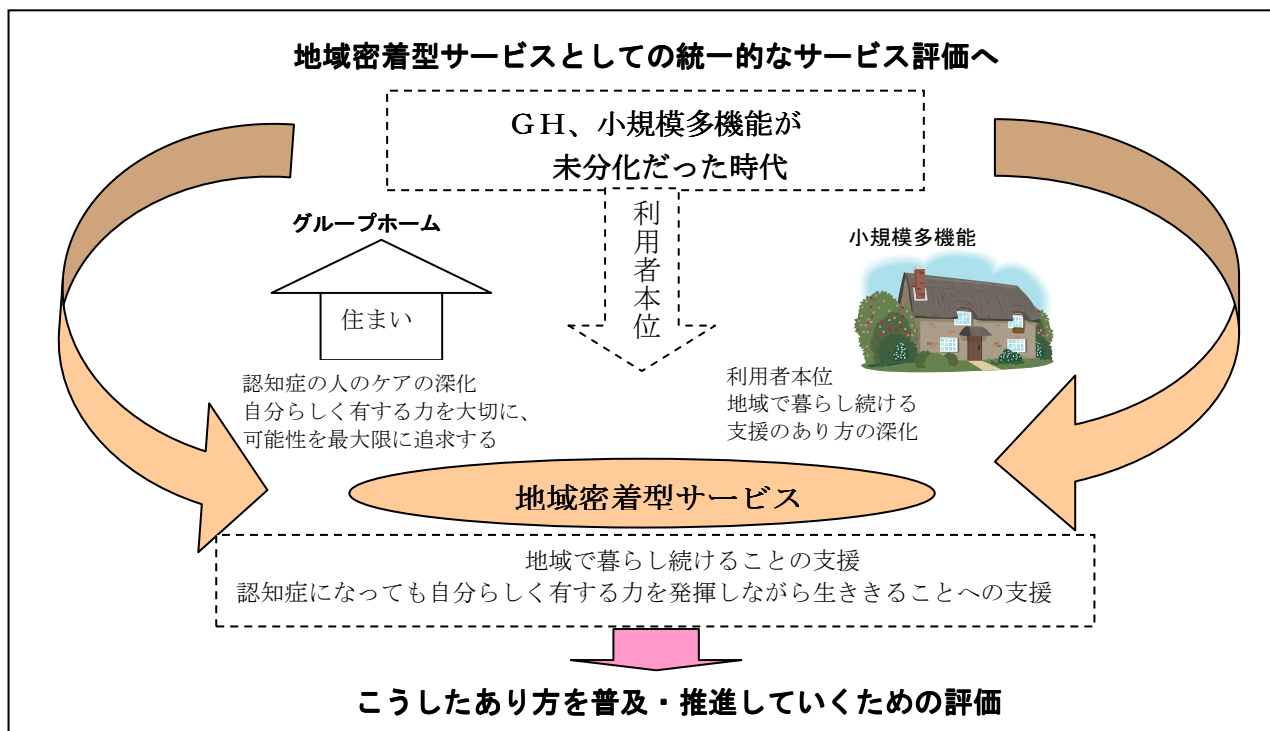 地域密着型サービスとしての統一的なサービス評価へ
ＧＨ、小規模多機能が
未分化だった時代
利用者本位
グループホーム
住まい
認知症の人のケアの深化
自分らしく有する力を大切に、
可能性を最大限に追求する
小規模多機能
利用者本位
地域で暮らし続ける
支援のあり方の深化
地域密着型サービス
地域で暮らし続けることの支援
認知症になっても自分らしく有する力を発揮しながら生ききることへの支援
こうしたあり方を普及・推進していくための評価